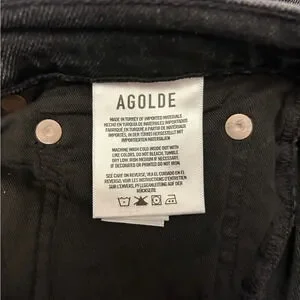 AGOLDE
MADE IN TURKEY OF IMPORTED MATERIALS
HECHO EN TURQUIA DE MATERIALES IMPORTADOS
FABRIQUÉ EN TURQUIE A PARTIR DE MATERIAUX
IMPORTÉS. IN DER TÜRKEI HERGESTELLT MIT
IMPORTIERTEN MATERIALIEN.
MACHINE WASH COLD INSIDE OUT WITH
LIKE COLORS. DO NOT BLEACH. TUMBLE
DRY LOW. IRON MEDIUM IF NECESSARY.
IF DECORATED OR PRINTED DO NOT IRON.
SEE CARE ON REVERSE. VEA EL CUIDADO EN EL
REVERSO. VOIR LES INSTRUCTIONS D'ENTRETIEN
SUR L'ENVERS. PFLEGEANLEITUNG AUF DER
RÜCKSEITE